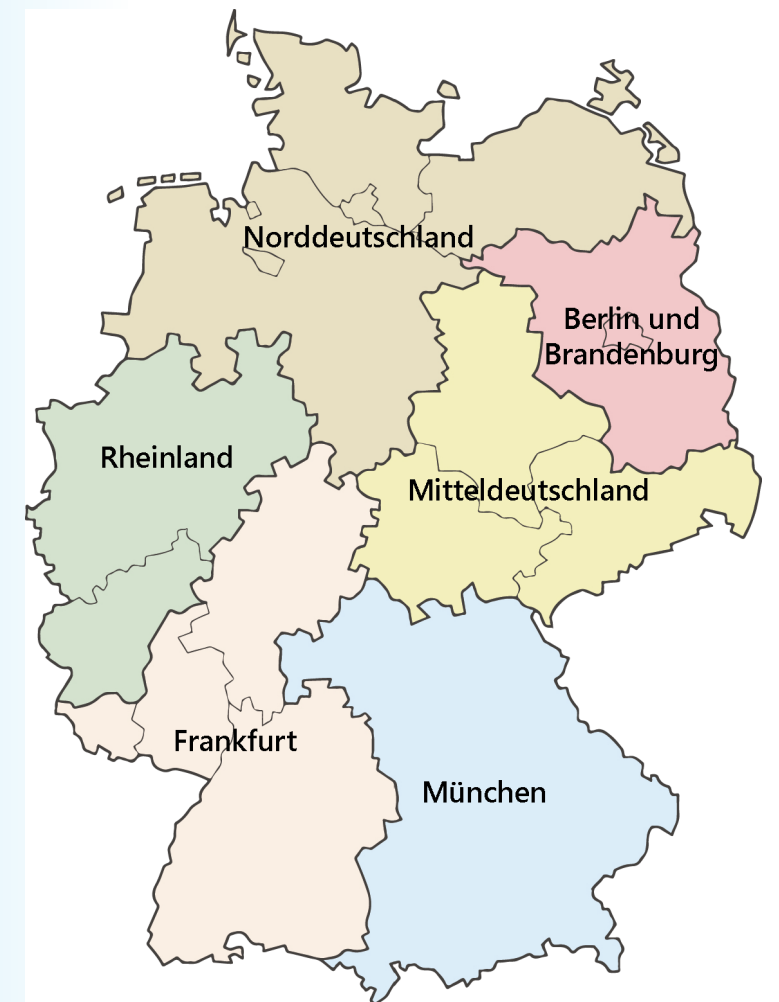 Norddeutschland
Berlin und
Brandenburg
Rheinland
Mitteldeutschland
Frankfurt
München